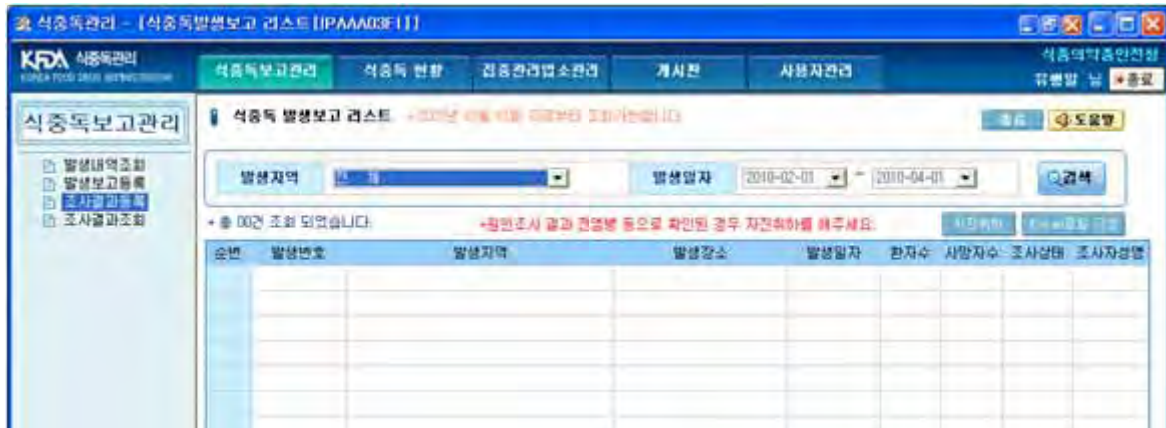 식중독관리 - [식중독발생보고 리스트[IPAAA03F1]]
KFDA 식중독관리
식중독보고관리 식중독 현황 집중관리업소관리 게시판 사용자관리
식품의약품안전청
님 종료
식중독보고관리
발생내역조회
발생보고등록
조사결과등록
조사결과조회
식중독 발생보고 리스트
도움말
발생지역
발생일자 2010-02-01 ~ 2010-04-01
검색
* 총 00건 조회 되었습니다.
*원인조사 결과 전염병 등으로 확인된 경우 자진취하를 해주세요.
자진취하
순번 발생번호 발생지역 발생장소 발생일자 환자수 사망자수 조사상태 조사자성명